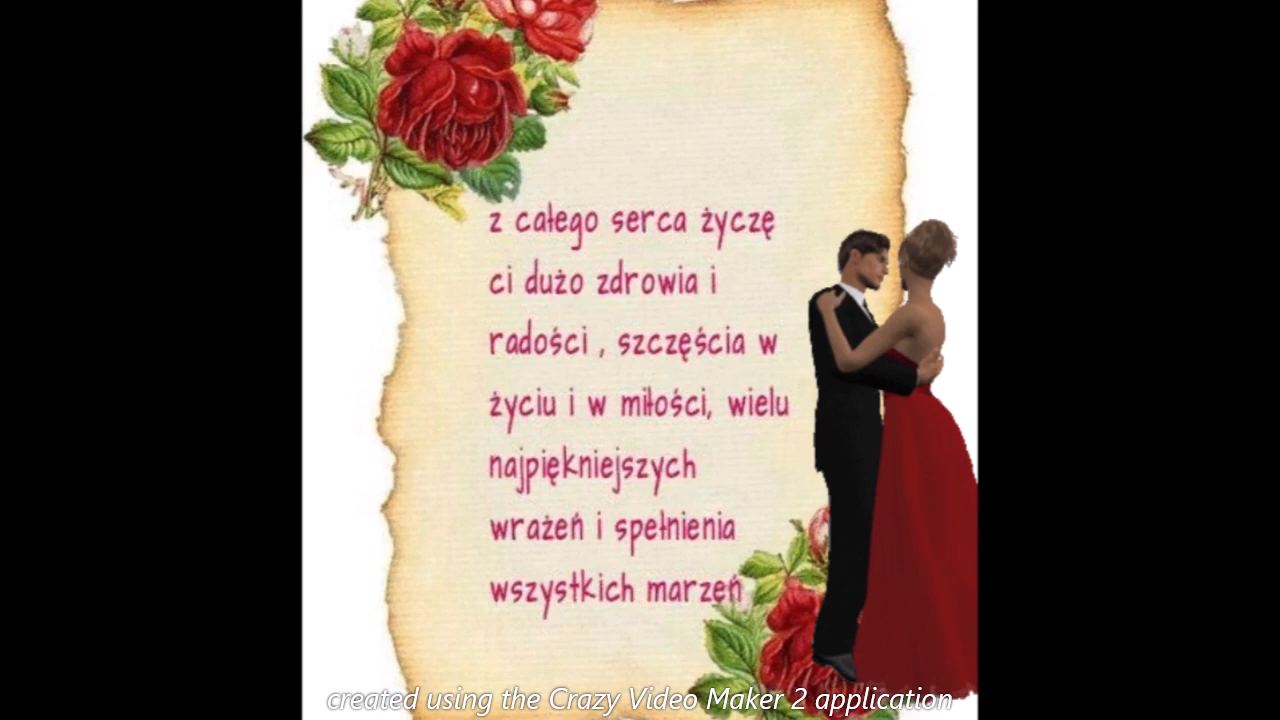 z całego serca życzę
ci dużo zdrowia i
radości , szczęścia w
życiu i w miłości, wielu
najpiękniejszych
wrażeń i spełnienia
wszystkich marzeń
created using the Crazy Video Maker 2 application